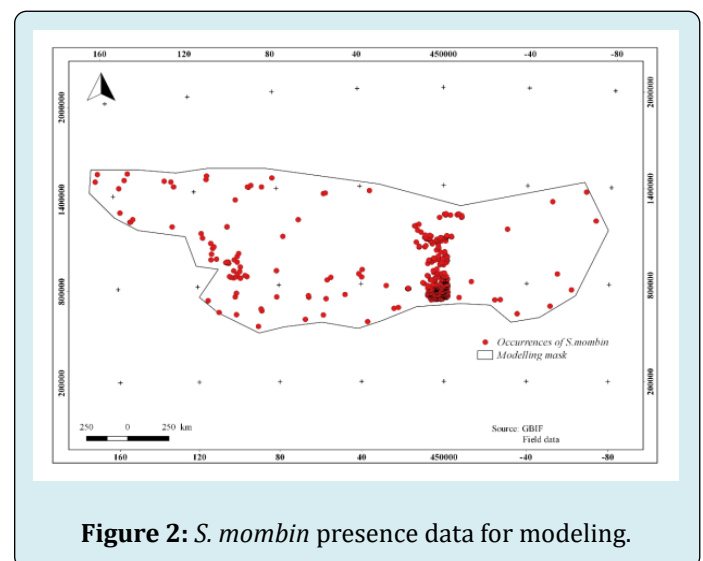 160 120 80 40 450000 -40 -80
2000000 2000000
1400000 1400000
8000000 8000000
200000 200000
Occurrences of S.mombin
Modelling mask
250 0 250 km
Source: GBIF
Field data
160 120 80 40 450000 -40 -80
Figure 2: S. mombin presence data for modeling.